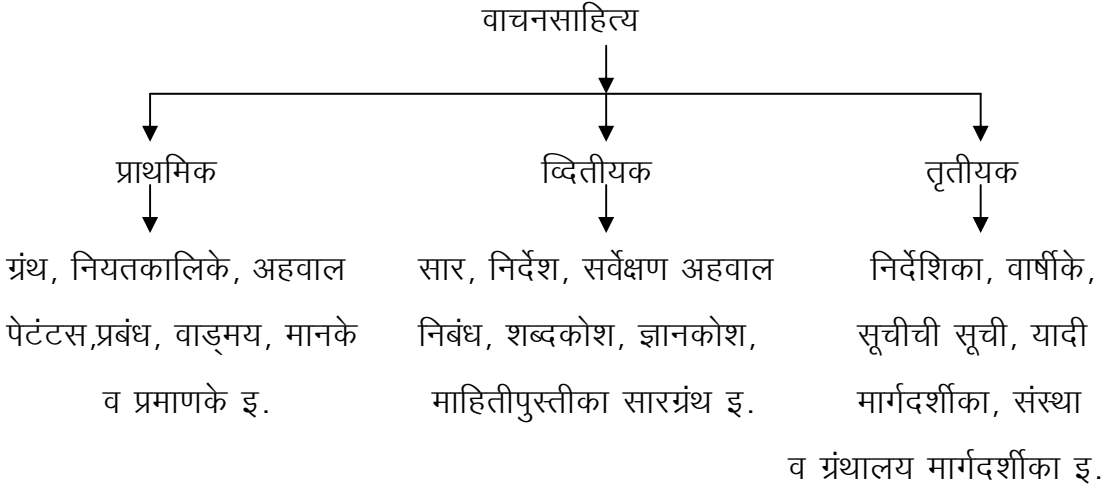 वाचनसाहित्य
प्राथमिक
व्दितीयक
तृतीयक
ग्रंथ, नियतकालिके, अहवाल
पेटंटस,प्रबंध, वाड्मय, मानके
व प्रमाणके इ.
सार, निर्देश, सर्वेक्षण अहवाल
निबंध, शब्दकोश, ज्ञानकोश,
माहितीपुस्तीका सारग्रंथ इ.
निर्देशिका, वार्षीके,
सूचीची सूची, यादी
मार्गदर्शीका, संस्था
व ग्रंथालय मार्गदर्शीका इ.